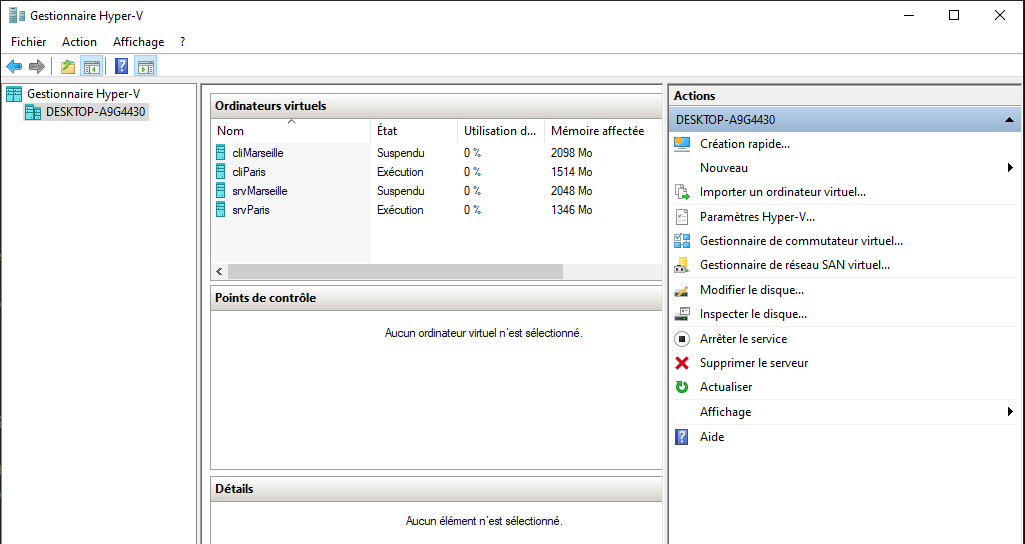 Gestionnaire Hyper-V
Fichier Action Affichage ?
Gestionnaire Hyper-V
DESKTOP-A9G4430
Ordinateurs virtuels
Nom État Utilisation d... Mémoire affectée
cliMarseille Suspendu 0 % 2098 Mo
cliParis Exécution 0 % 1514 Mo
srvMarseille Suspendu 0 % 2048 Mo
srvParis Exécution 0 % 1346 Mo
Points de contrôle
Aucun ordinateur virtuel n'est sélectionné.
Détails
Aucun élément n'est sélectionné.
Actions
DESKTOP-A9G4430
Création rapide...
Nouveau
Importer un ordinateur virtuel...
Paramètres Hyper-V...
Gestionnaire de commutateur virtuel...
Gestionnaire de réseau SAN virtuel...
Modifier le disque...
Inspecter le disque...
Arrêter le service
Supprimer le serveur
Actualiser
Affichage
Aide